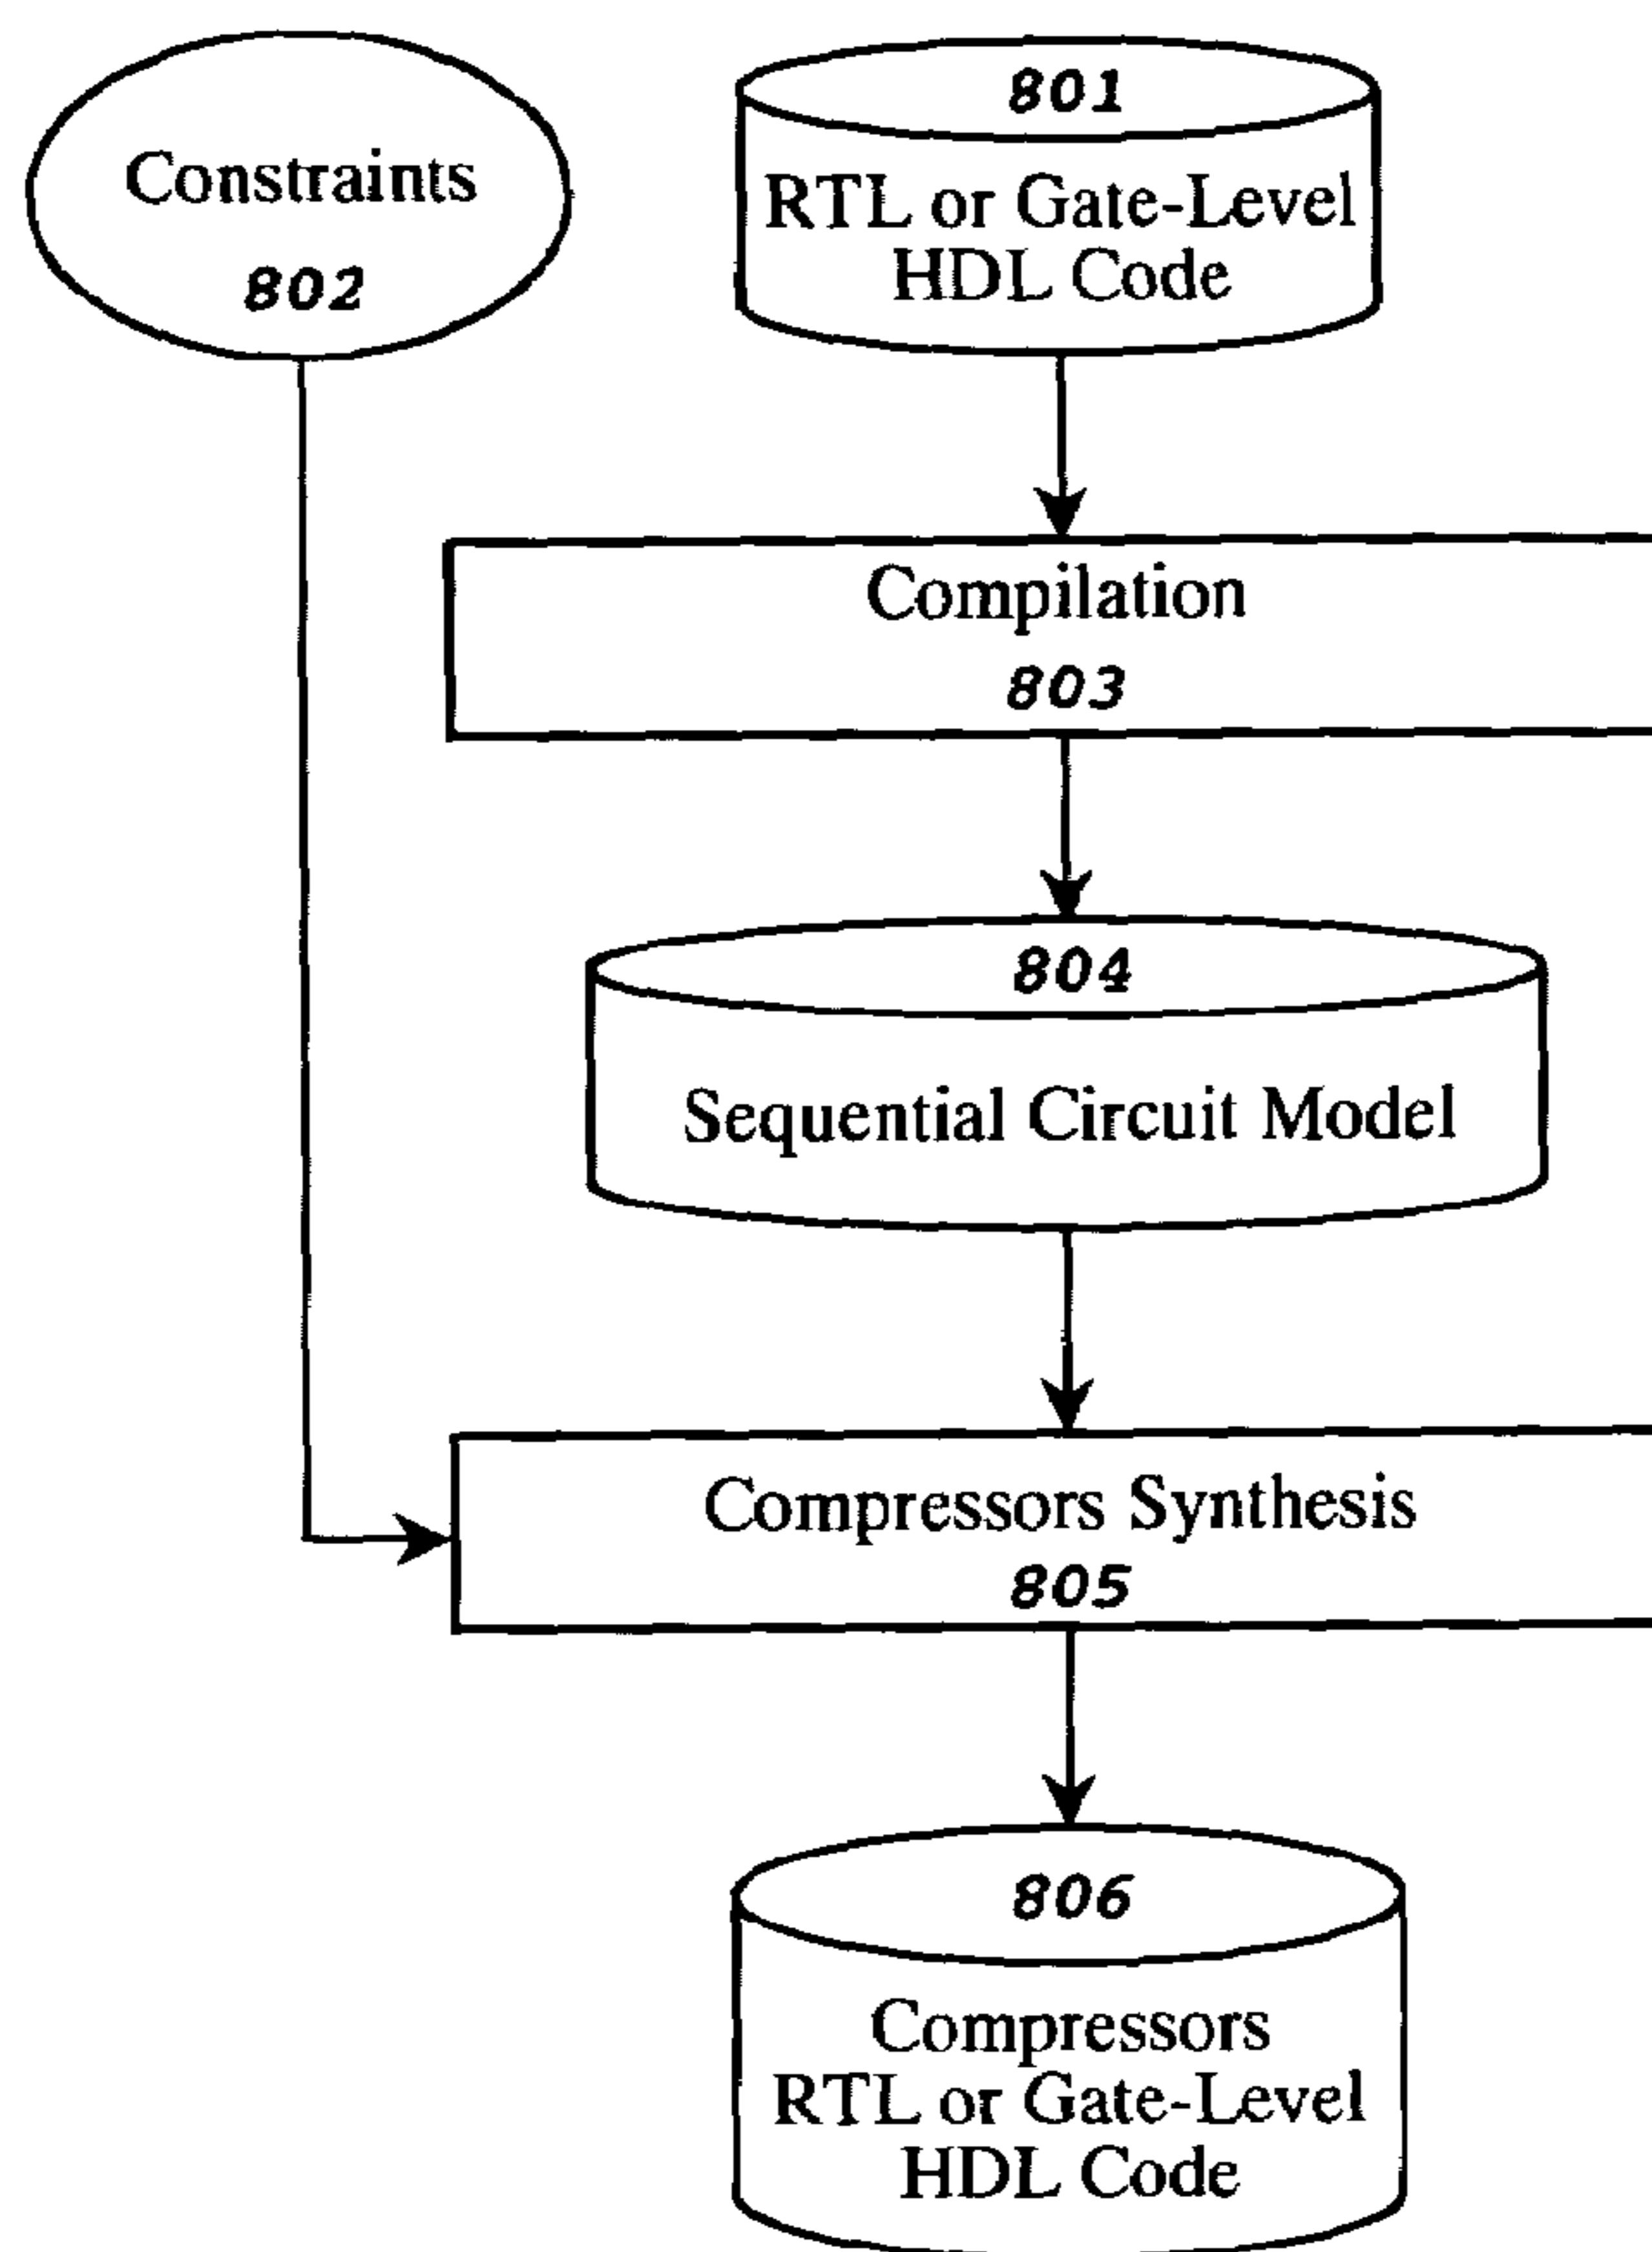 Constraints
802
801
RTL or Gate-Level
HDL Code
Compilation
803
804
Sequential Circuit Model
Compressors Synthesis
805
806
Compressors
RTL or Gate-Level
HDL Code